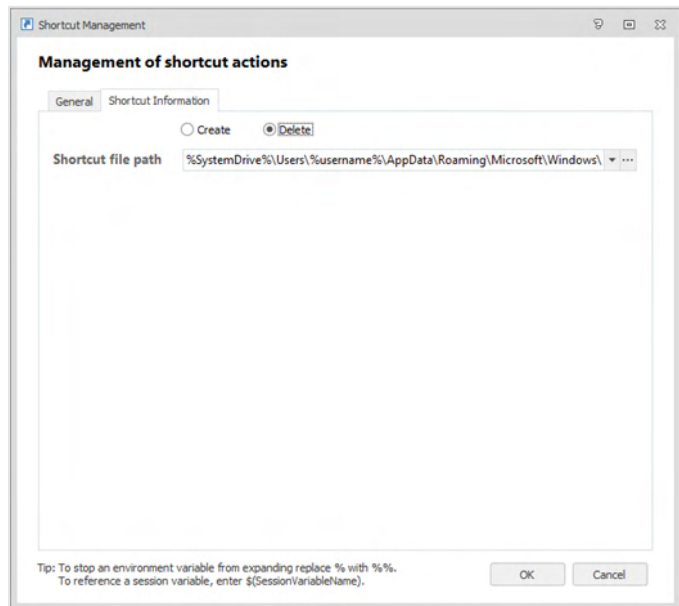 Shortcut Management
Management of shortcut actions
General Shortcut Information
Create Delete
Shortcut file path %SystemDrive%\Users\%username%\AppData\Roaming\Microsoft\Windows\
Tip: To stop an environment variable from expanding replace % with %%.
To reference a session variable, enter $(SessionVariableName).
OK Cancel